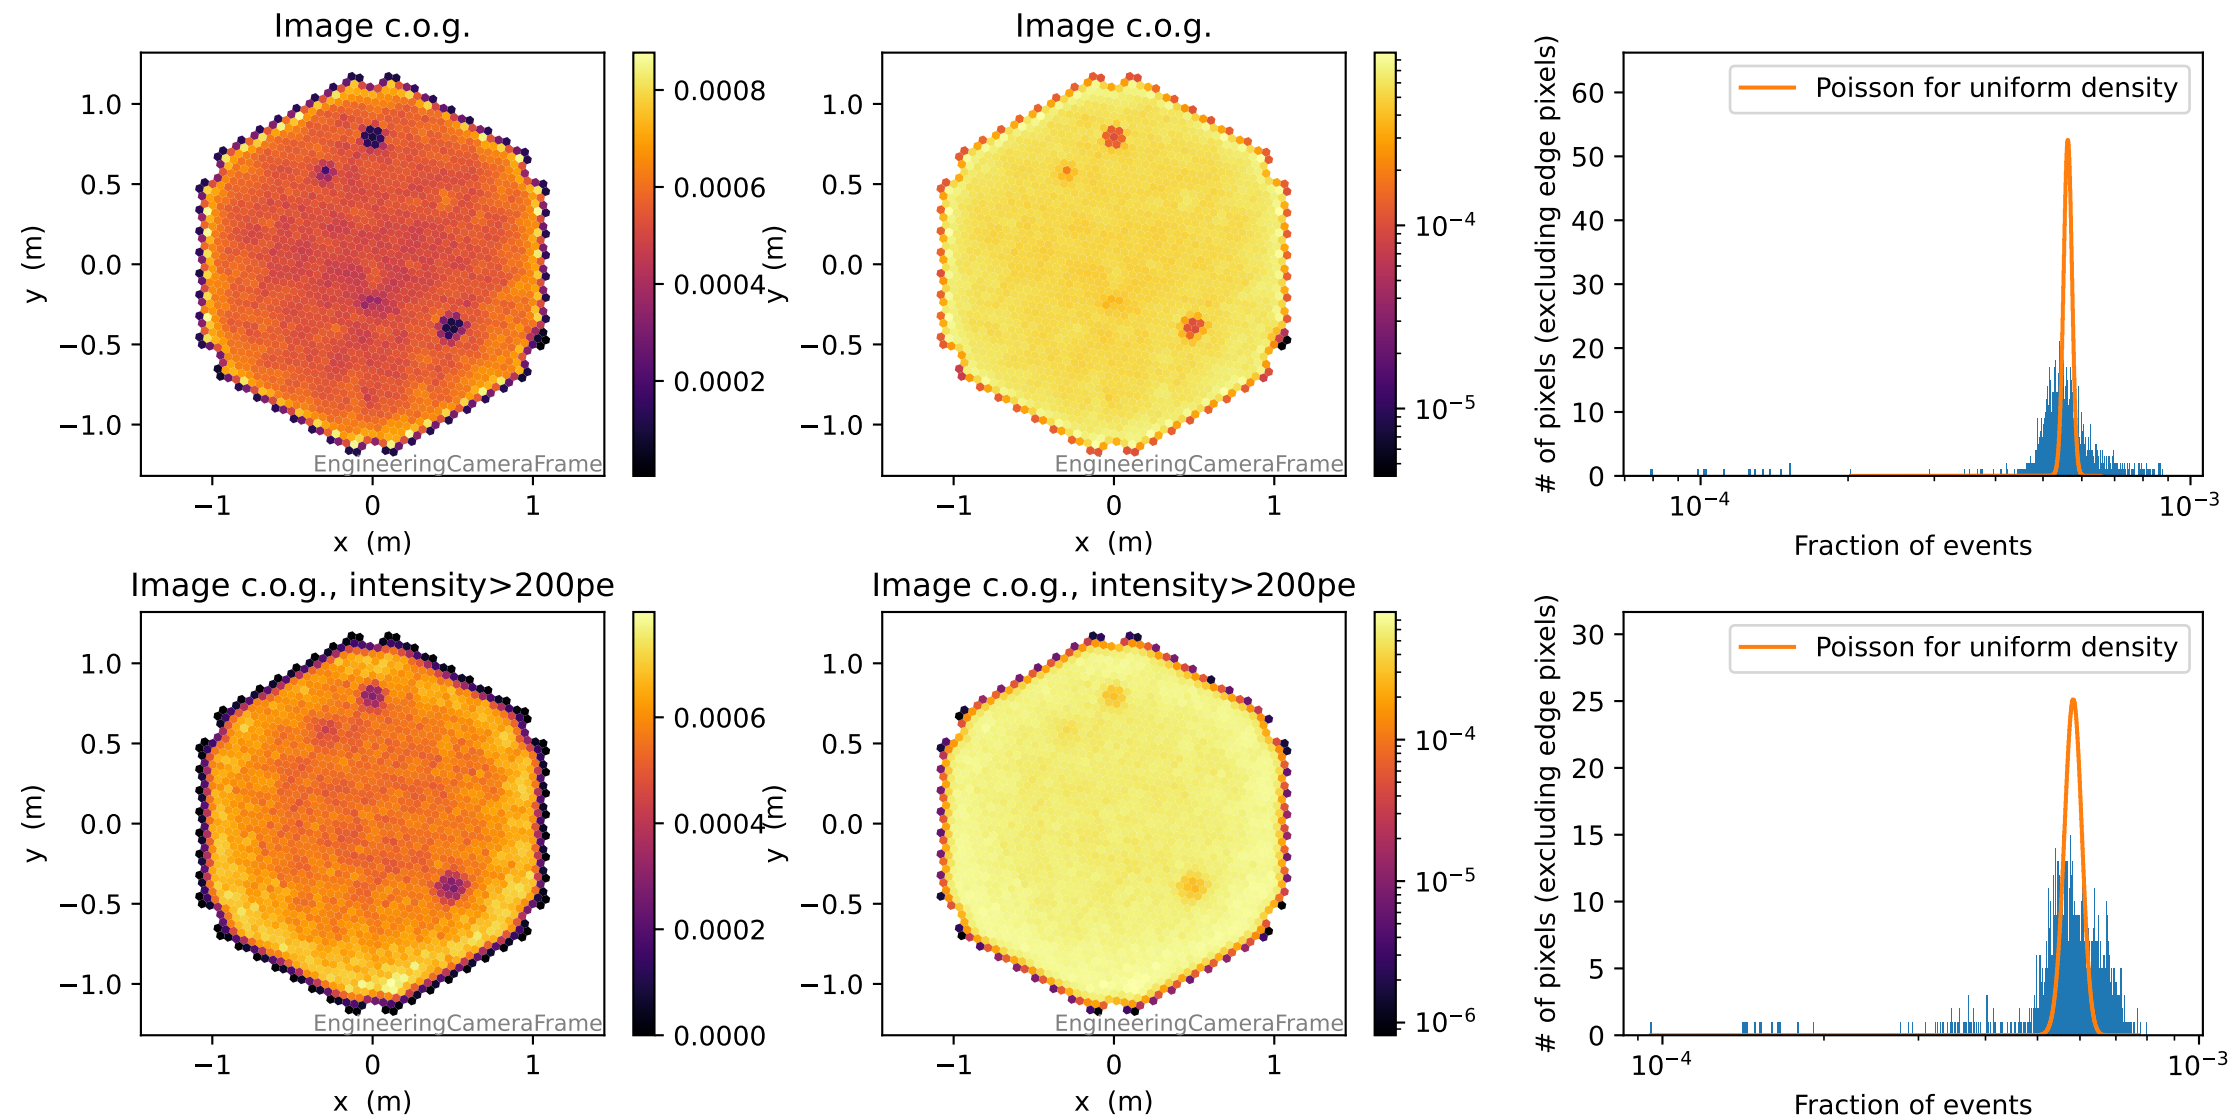 Image c.o.g.
1.0
0.5
0.0
−0.5
−1.0
y (m)
−1
0
1
x (m)
EngineeringCameraFrame
0.0008
0.0006
0.0004
0.0002
Image c.o.g.
1.0
0.5
0.0
−0.5
−1.0
y (m)
−1
0
1
x (m)
EngineeringCameraFrame
10⁻⁴
10⁻⁵
# of pixels (excluding edge pixels)
60
50
40
30
20
10
0
Poisson for uniform density
10⁻⁴
10⁻³
Fraction of events
Image c.o.g., intensity>200pe
1.0
0.5
0.0
−0.5
−1.0
y (m)
−1
0
1
x (m)
EngineeringCameraFrame
0.0006
0.0004
0.0002
0.0000
Image c.o.g., intensity>200pe
1.0
0.5
0.0
−0.5
−1.0
y (m)
−1
0
1
x (m)
EngineeringCameraFrame
10⁻⁴
10⁻⁵
10⁻⁶
# of pixels (excluding edge pixels)
30
25
20
15
10
5
0
Poisson for uniform density
10⁻⁴
10⁻³
Fraction of events